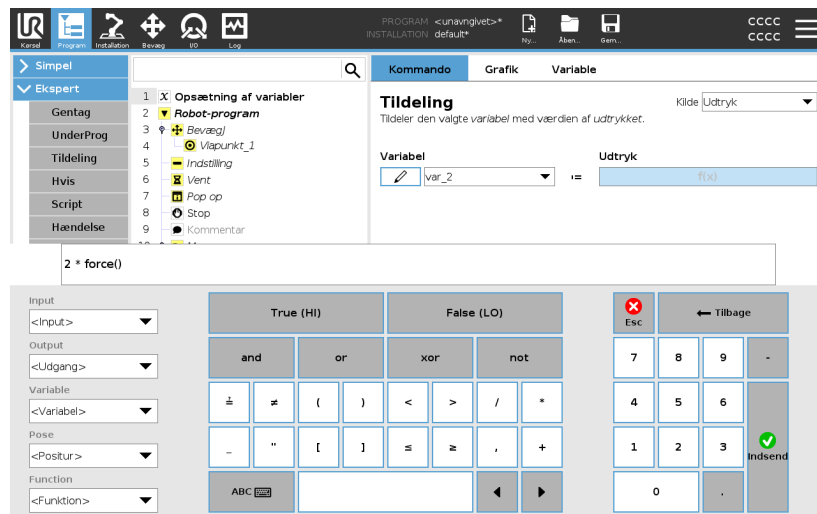 PROGRAM <unavngivet>*
INSTALLATION default*
Kørsel Program Installation Bevæg I/O Log
Ny... Åben... Gem...
CCCC
CCCC
Simpel
Ekspert
Gentag
UnderProg
Tildeling
Hvis
Script
Hændelse
1 X Opsætning af variabler
2 Robot-program
3 BevægJ
4 Viapunkt_1
5 Indstilling
6 Vent
7 Pop op
8 Stop
9 Kommentar
Kommando Grafik Variable
Tildeling
Kilde Udtryk
Tildeler den valgte variabel med værdien af udtrykket.
Variabel Udtryk
var_2 := f(x)
2 * force()
Input
<Input>
Output
<Udgang>
Variable
<Variabel>
Pose
<Positur>
Function
<Funktion>
True (HI) False (LO)
and or xor not
≟ ≠ ( ) < > / *
_ " [ ] ≤ ≥ , +
ABC
Esc Tilbage
7 8 9 -
4 5 6
1 2 3 Indsend
0 .